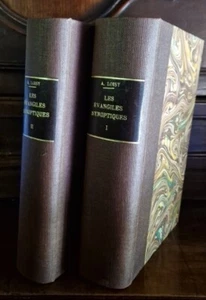 A. LOISY
LES
ÉVANGILES
SYNOPTIQUES
II
A. LOISY
LES
ÉVANGILES
SYNOPTIQUES
I